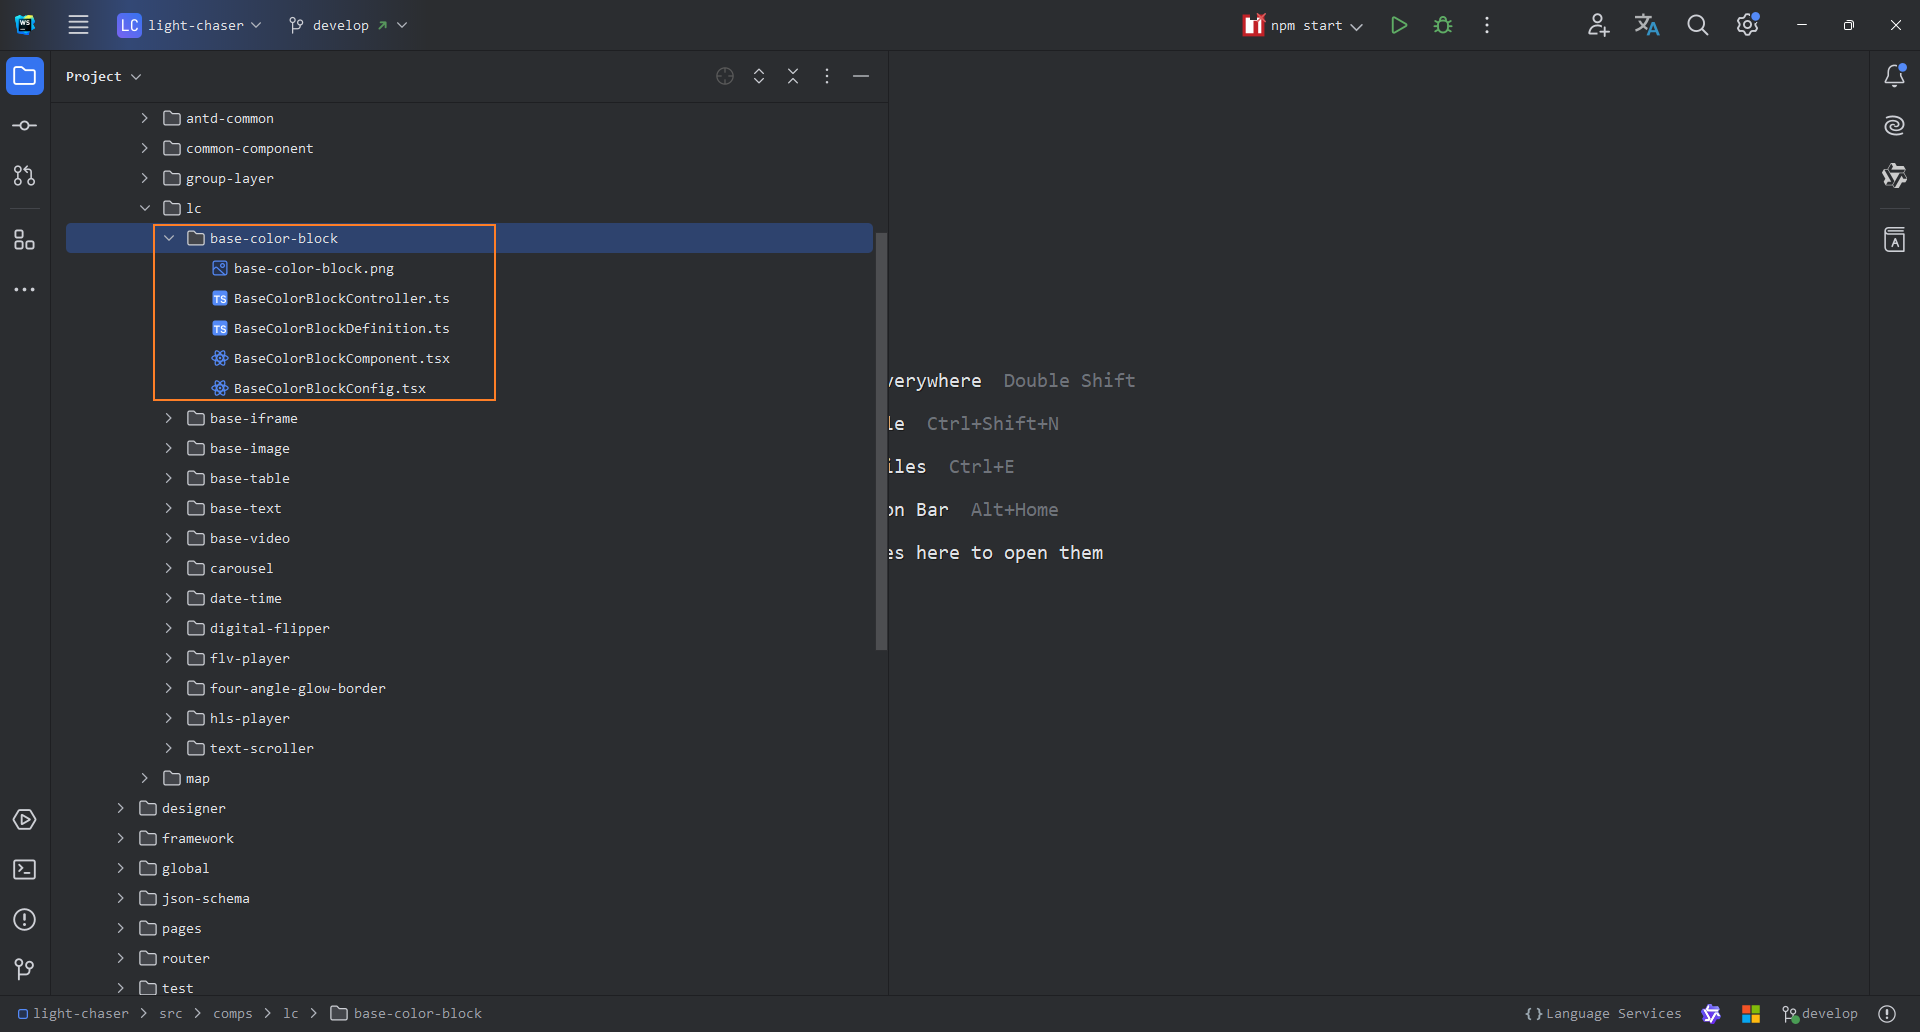 LC light-chaser develop npm start
Project
antd-common
common-component
group-layer
lc
base-color-block
base-color-block.png
TS BaseColorBlockController.ts
TS BaseColorBlockDefinition.ts
BaseColorBlockComponent.tsx
BaseColorBlockConfig.tsx
base-iframe
base-image
base-table
base-text
base-video
carousel
date-time
digital-flipper
flv-player
four-angle-glow-border
hls-player
text-scroller
map
designer
framework
global
json-schema
pages
router
test
verywhere Double Shift
le Ctrl+Shift+N
iles Ctrl+E
on Bar Alt+Home
es here to open them
light-chaser > src > comps > lc > base-color-block
{} Language Services develop